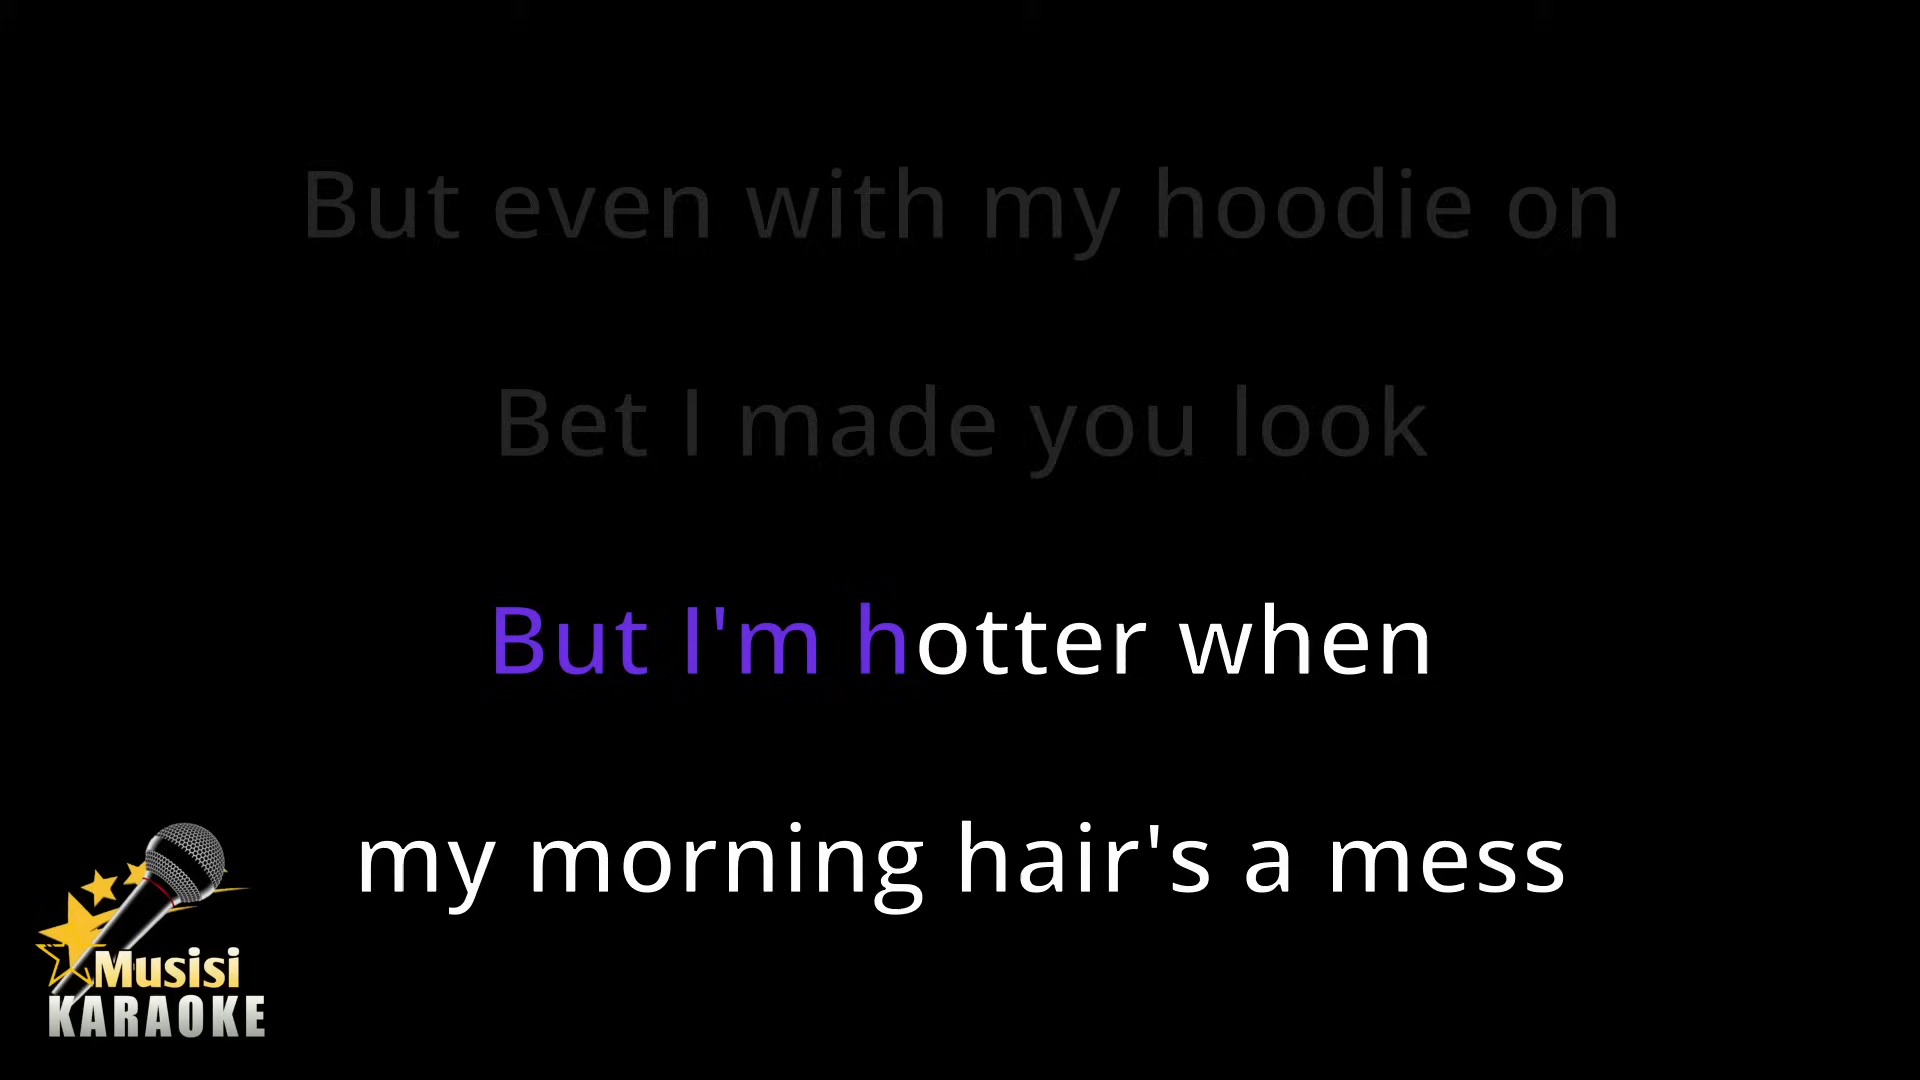 But even with my hoodie on
Bet I made you look
But I'm hotter when
my morning hair's a mess
Musisi
KARAOKE